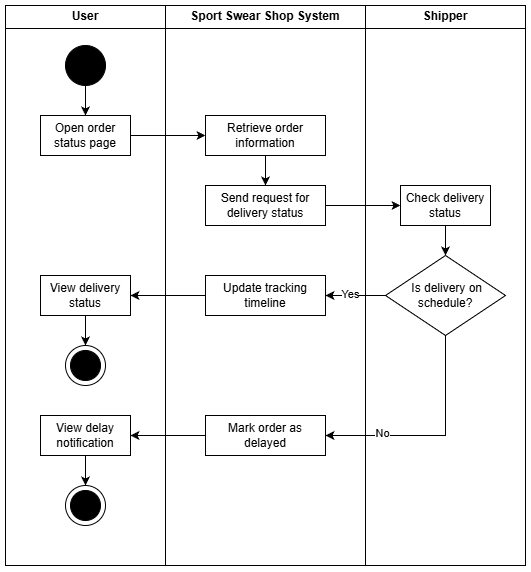 User
Sport Swear Shop System
Shipper
Open order
status page
Retrieve order
information
Send request for
delivery status
Check delivery
status
Is delivery on
schedule?
Yes
Update tracking
timeline
View delivery
status
No
Mark order as
delayed
View delay
notification